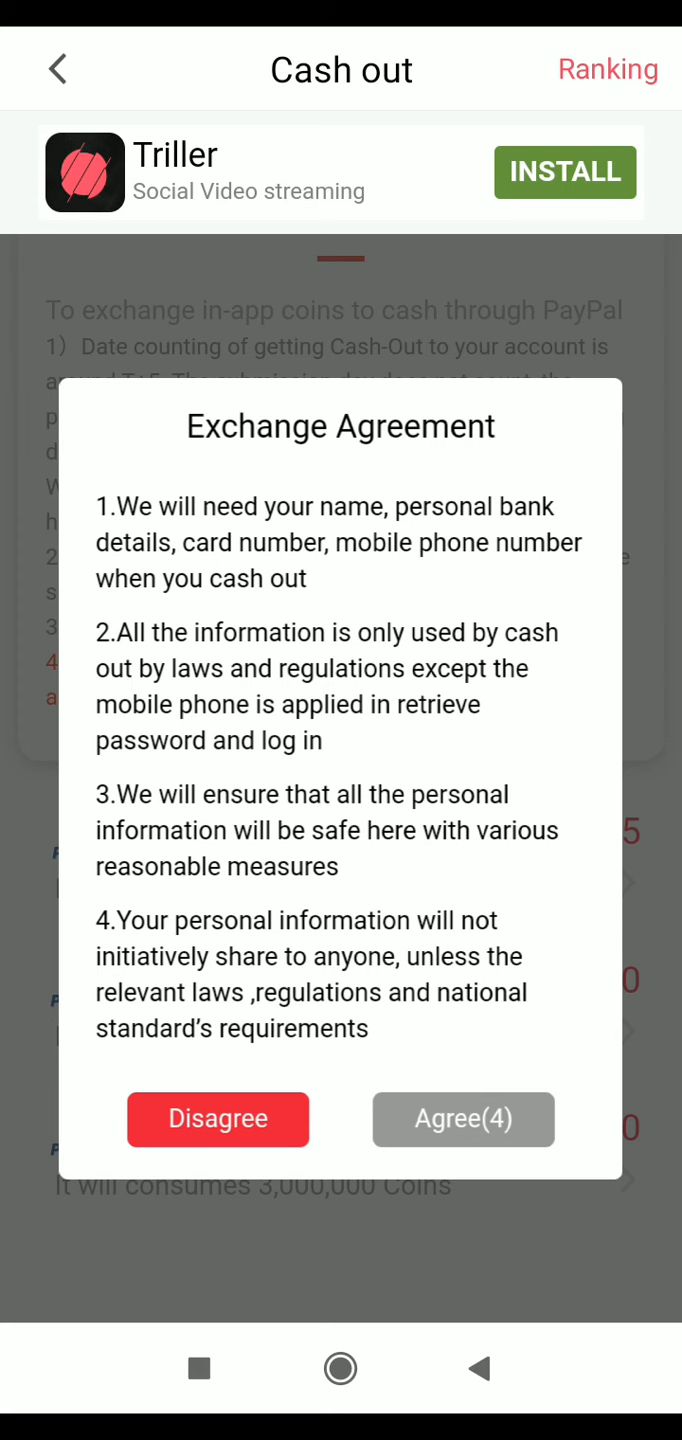 Cash out
Ranking
Triller
Social Video streaming
INSTALL
To exchange in-app coins to cash through PayPal
1）Date counting of getting Cash-Out to your account is
Exchange Agreement
1.We will need your name, personal bank
details, card number, mobile phone number
when you cash out
2.All the information is only used by cash
out by laws and regulations except the
mobile phone is applied in retrieve
password and log in
3.We will ensure that all the personal
information will be safe here with various
reasonable measures
4.Your personal information will not
initiatively share to anyone, unless the
relevant laws ,regulations and national
standard’s requirements
Disagree
Agree(4)
It will consumes 3,000,000 Coins